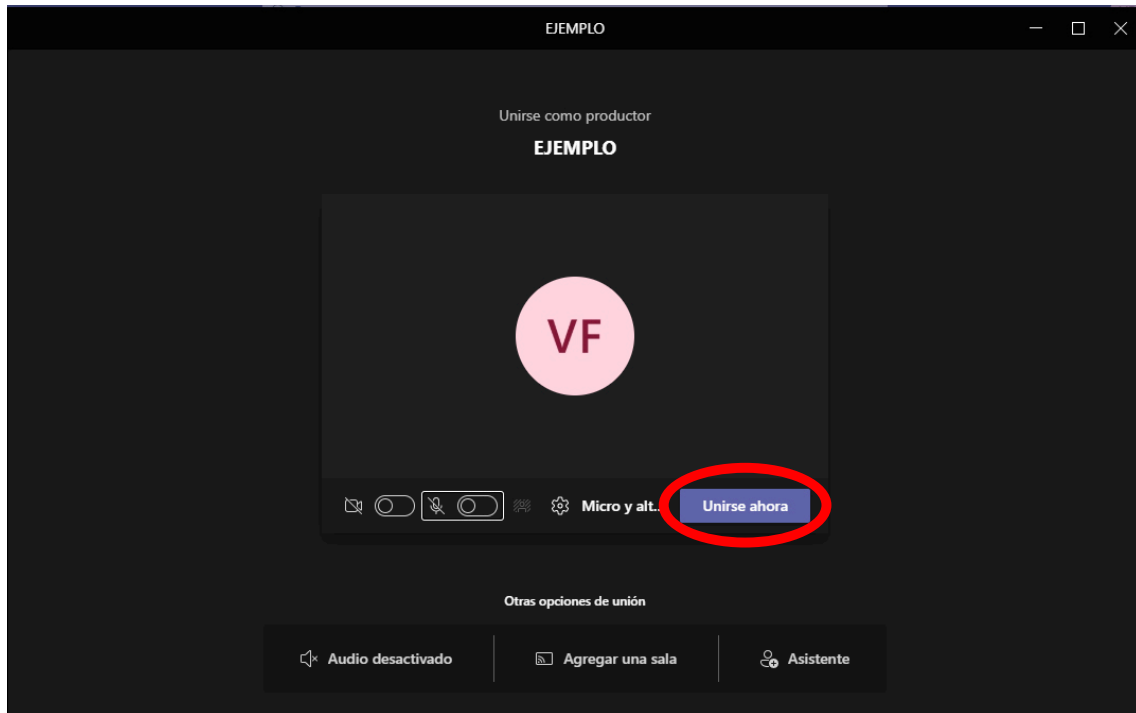 EJEMPLO
Unirse como productor
EJEMPLO
VF
Micro y alt...
Unirse ahora
Otras opciones de unión
Audio desactivado
Agregar una sala
Asistente